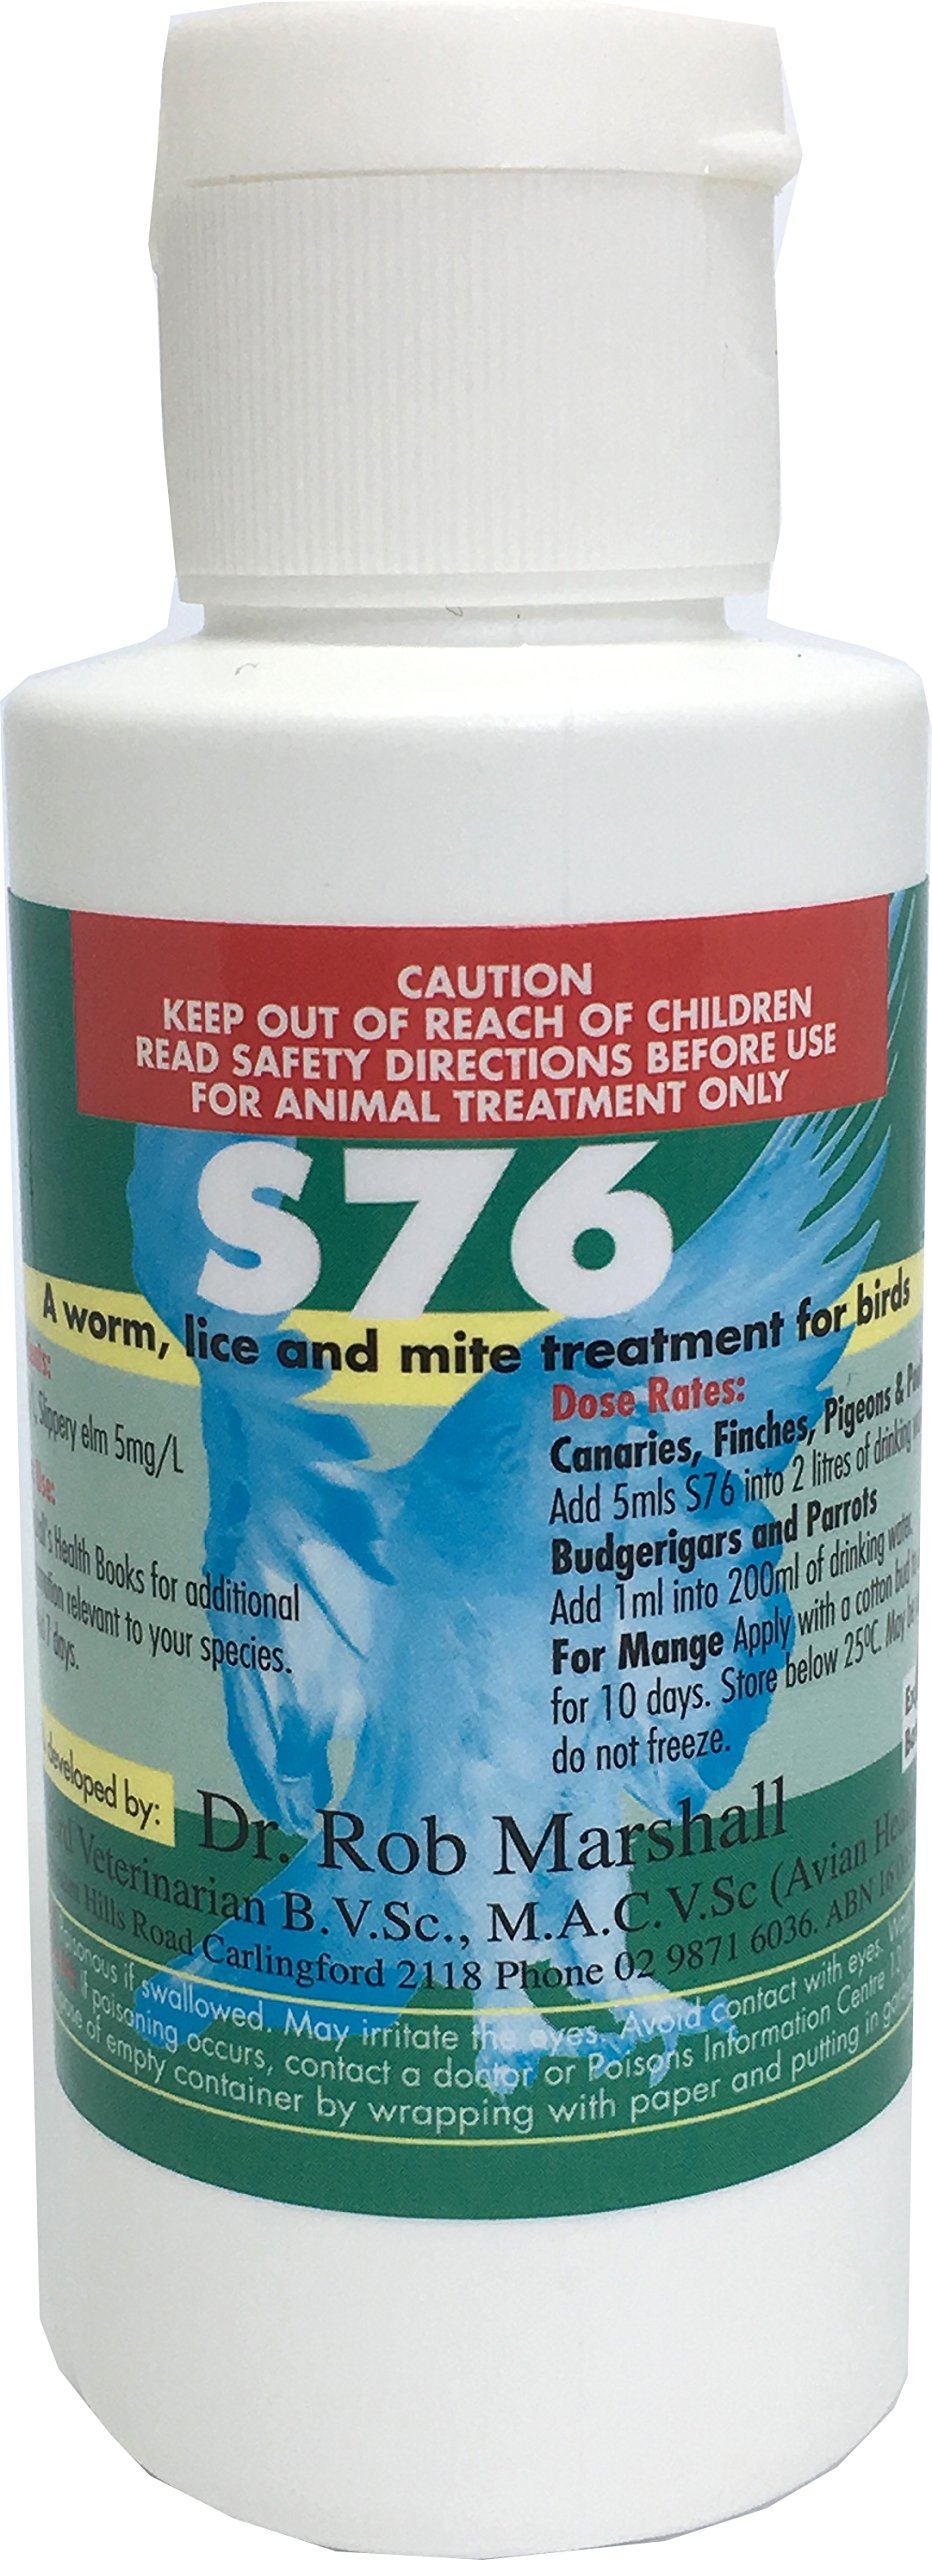 CAUTION
KEEP OUT OF REACH OF CHILDREN
READ SAFETY DIRECTIONS BEFORE USE
FOR ANIMAL TREATMENT ONLY
S76
A worm, lice and mite treatment for birds
Slippery elm 5mg/L
Use:
Health Books for additional
relevant to your species.
7 days.
Dose Rates:
Canaries, Finches, Pigeons &
Add 5mls S76 into 2 litres of drinking
Budgerigars and Parrots
Add 1ml into 200ml of drinking water.
For Mange Apply with a cotton bud
for 10 days. Store below 25°C. May be
do not freeze.
developed by:
Dr. Rob Marshall
Veterinarian B.V.Sc., M.A.C.V.Sc (Avian
Hills Road Carlingford 2118 Phone 02 9871 6036. ABN 16
if swallowed. May irritate the eyes. Avoid contact with eyes.
if poisoning occurs, contact a doctor or Poisons Information Centre
of empty container by wrapping with paper and putting in